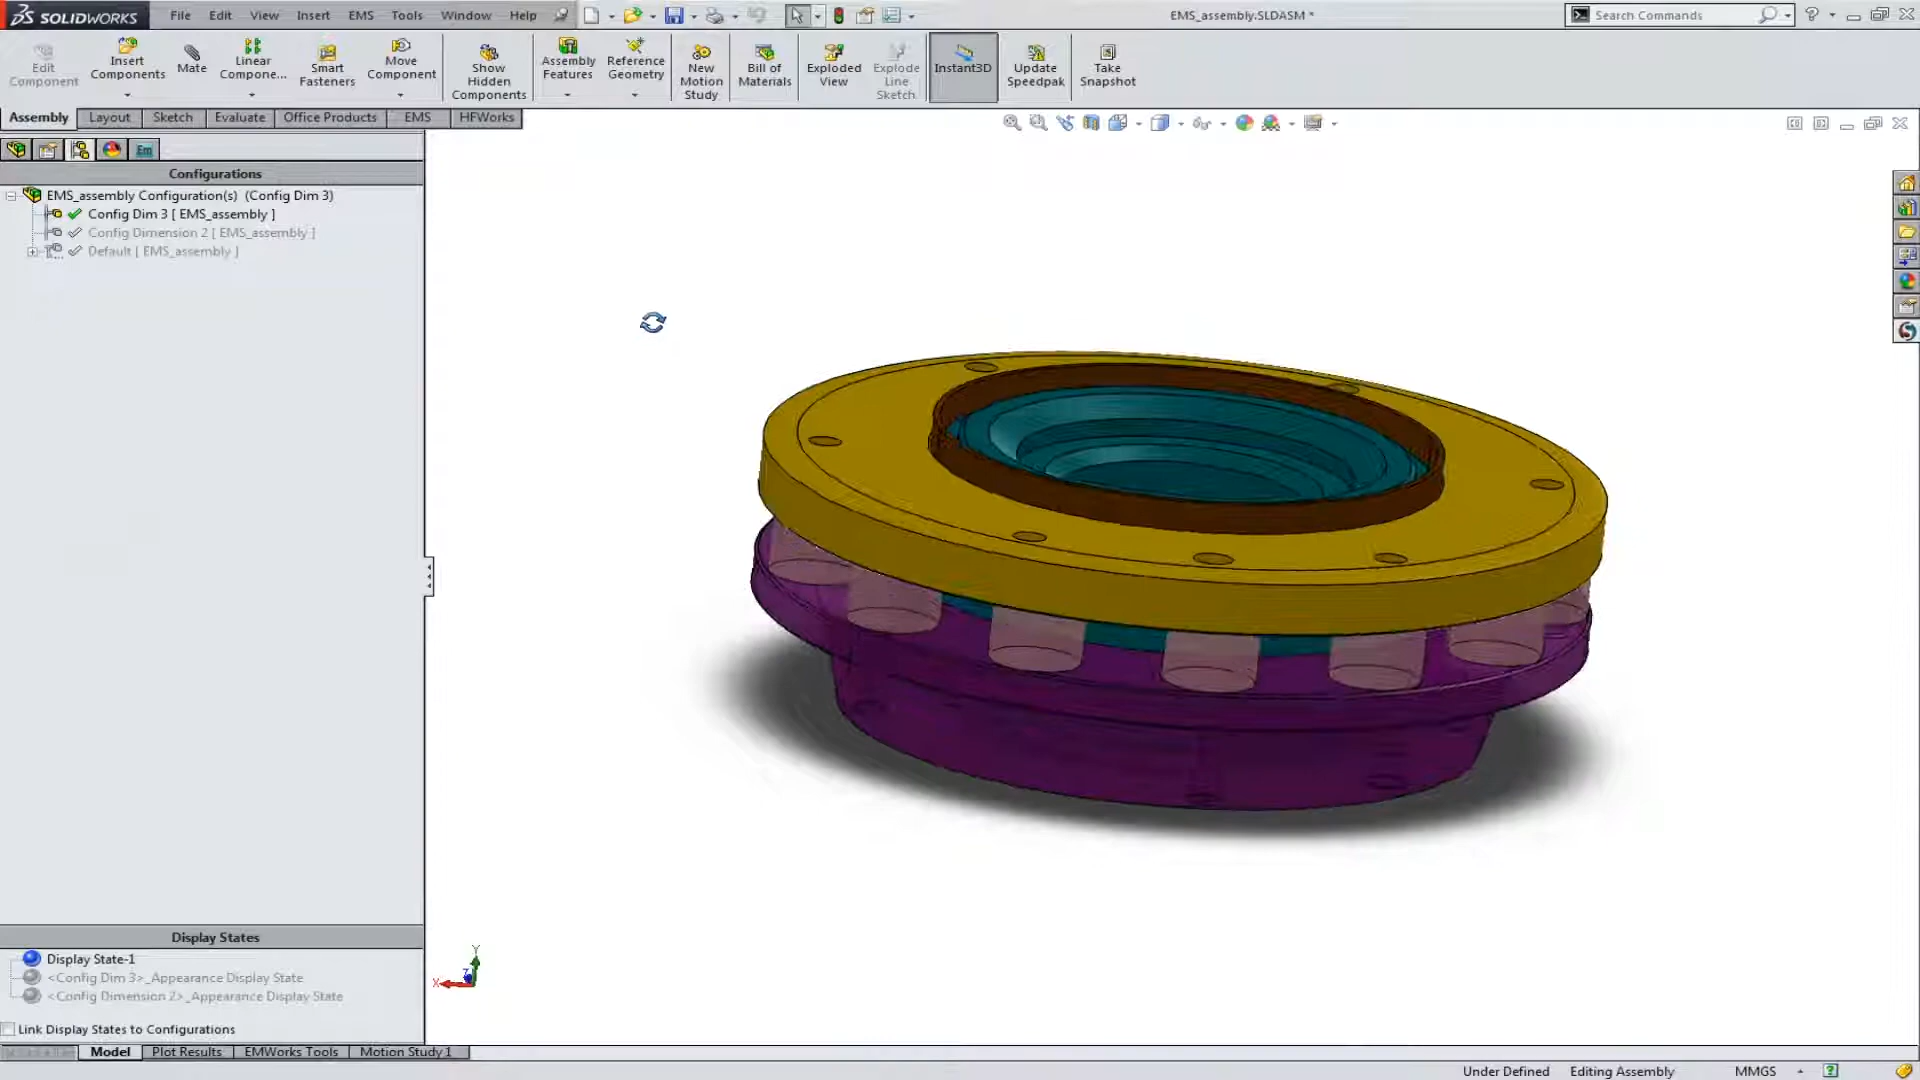 SOLIDWORKS File Edit View Insert EMS Tools Window Help EMS_assembly.SLDASM * Search Commands
Edit Component
Insert Components
Mate
Linear Compone...
Smart Fasteners
Move Component
Show Hidden Components
Assembly Features
Reference Geometry
New Motion Study
Bill of Materials
Exploded View
Explode Line Sketch
Instant3D
Update Speedpak
Take Snapshot
Assembly Layout Sketch Evaluate Office Products EMS HFWorks
Configurations
EMS_assembly Configuration(s) (Config Dim 3)
Config Dim 3 [ EMS_assembly ]
Config Dimension 2 [ EMS_assembly ]
Default [ EMS_assembly ]
Y
Z
X
Display States
Display State-1
<Config Dim 3>_Appearance Display State
<Config Dimension 2>_Appearance Display State
Link Display States to Configurations
Model Plot Results EMWorks Tools Motion Study 1
Under Defined Editing Assembly MMGS